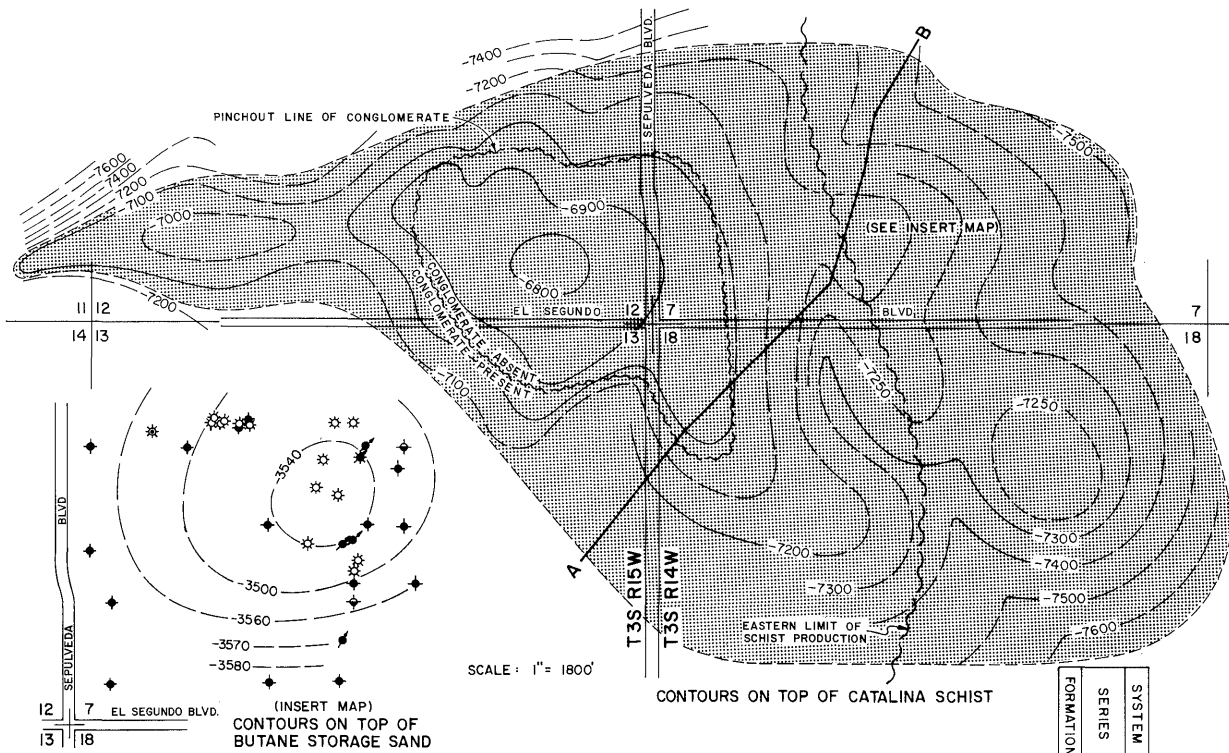 -7400
-7200
SEPULVEDA BLVD.
B
PINCHOUT LINE OF CONGLOMERATE
-7600
-7400
7200
-7100
-7500
-7000
-6900
(SEE INSERT MAP)
-6800
CONGLOMERATE ABSENT
CONGLOMERATE PRESENT
-7200
11 12
14 13
EL SEGUNDO
12 7
13 18
BLVD.
7
18
-7100
-7250
-7250
-3540
BLVD
SEPULVEDA
-3500
-3560
-3570
-3580
A
T3S R15W
T3S R14W
-7200
-7300
-7300
-7400
-7500
-7600
EASTERN LIMIT OF
SCHIST PRODUCTION
SCALE: 1" = 1800'
CONTOURS ON TOP OF CATALINA SCHIST
12 7
13 18
EL SEGUNDO BLVD.
(INSERT MAP)
CONTOURS ON TOP OF
BUTANE STORAGE SAND
SYSTEM
SERIES
FORMATION